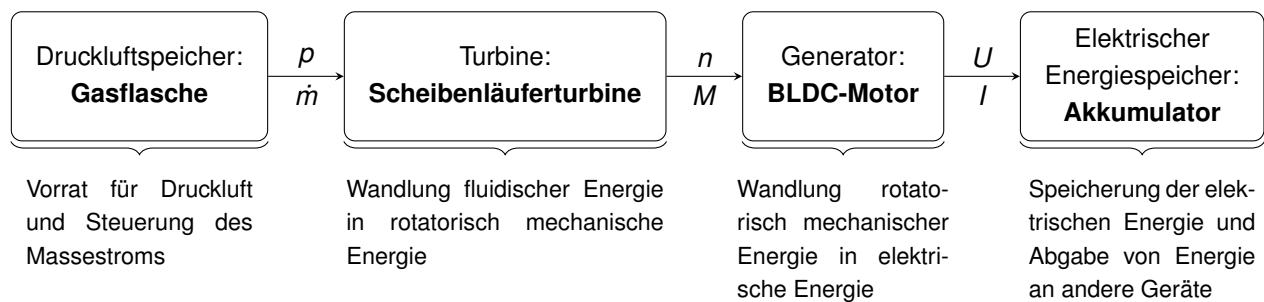 Druckluftspeicher:
Gasflasche
p
ṁ
Turbine:
Scheibenläuferturbine
n
M
Generator:
BLDC-Motor
U
I
Elektrischer
Energiespeicher:
Akkumulator
Vorrat für Druckluft
und Steuerung des
Massestroms
Wandlung fluidischer Energie
in rotatorisch mechanische
Energie
Wandlung rotato-
risch mechanischer
Energie in elektri-
sche Energie
Speicherung der elek-
trischen Energie und
Abgabe von Energie
an andere Geräte